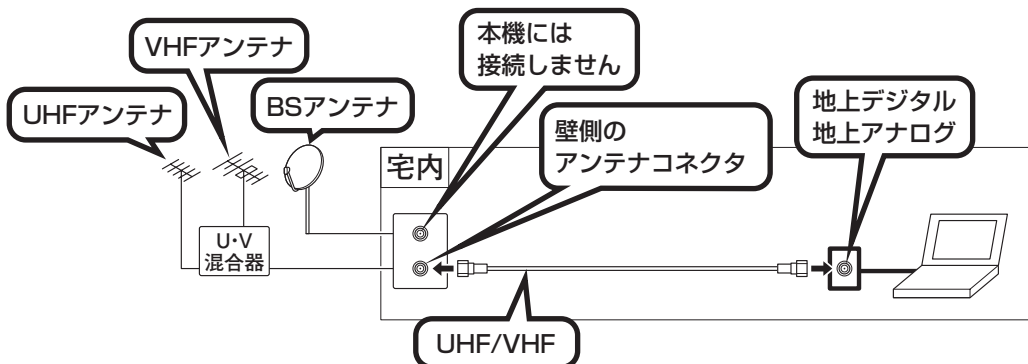 VHFアンテナ
UHFアンテナ
BSアンテナ
本機には
接続しません
壁側の
アンテナコネクタ
地上デジタル
地上アナログ
宅内
U･V
混合器
UHF/VHF